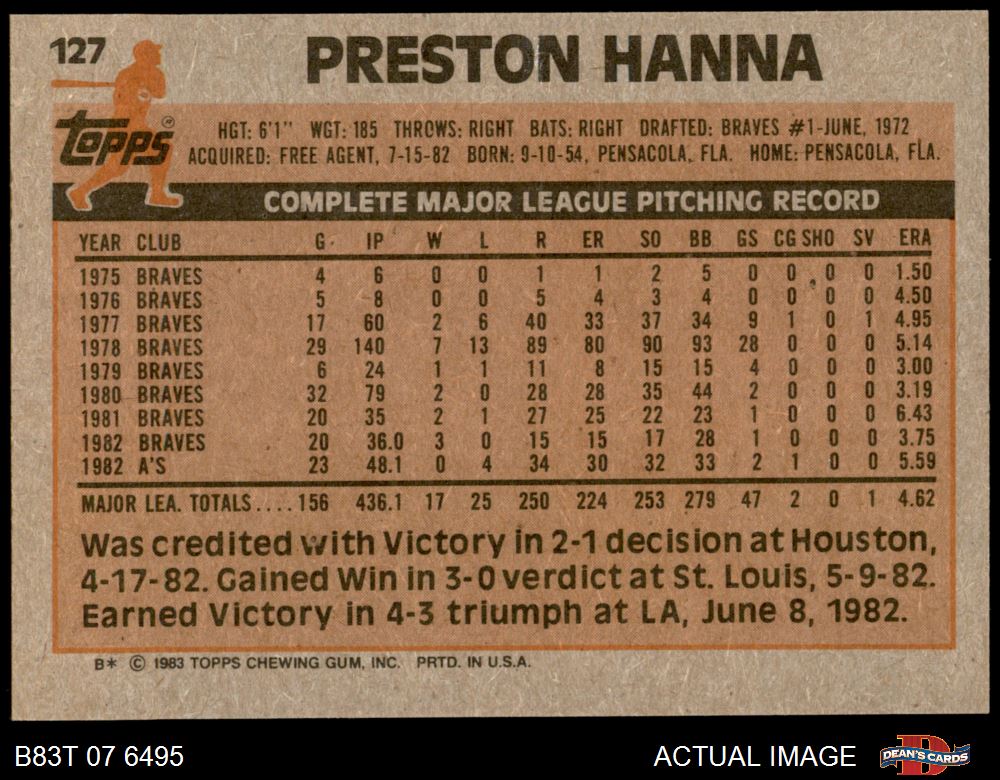 127
PRESTON HANNA
Topps ®
HGT: 6'1" WGT: 185 THROWS: RIGHT BATS: RIGHT DRAFTED: BRAVES #1-JUNE, 1972
ACQUIRED: FREE AGENT, 7-15-82 BORN: 9-10-54, PENSACOLA, FLA. HOME: PENSACOLA, FLA.
COMPLETE MAJOR LEAGUE PITCHING RECORD
YEAR CLUB G IP W L R ER SO BB GS CG SHO SV ERA
1975 BRAVES 4 6 0 0 1 1 2 5 0 0 0 0 1.50
1976 BRAVES 5 8 0 0 5 4 3 4 0 0 0 0 4.50
1977 BRAVES 17 60 2 6 40 33 37 34 9 1 0 1 4.95
1978 BRAVES 29 140 7 13 89 80 90 93 28 0 0 0 5.14
1979 BRAVES 6 24 1 1 11 8 15 15 4 0 0 0 3.00
1980 BRAVES 32 79 2 0 28 28 35 44 2 0 0 0 3.19
1981 BRAVES 20 35 2 1 27 25 22 23 1 0 0 0 6.43
1982 BRAVES 20 36.0 3 0 15 15 17 28 1 0 0 0 3.75
1982 A'S 23 48.1 0 4 34 30 32 33 2 1 0 0 5.59
MAJOR LEA. TOTALS.... 156 436.1 17 25 250 224 253 279 47 2 0 1 4.62
Was credited with Victory in 2-1 decision at Houston,
4-17-82. Gained Win in 3-0 verdict at St. Louis, 5-9-82.
Earned Victory in 4-3 triumph at LA, June 8, 1982.
B* © 1983 TOPPS CHEWING GUM, INC. PRTD. IN U.S.A.
B83T 07 6495 ACTUAL IMAGE DEAN'S CARDS